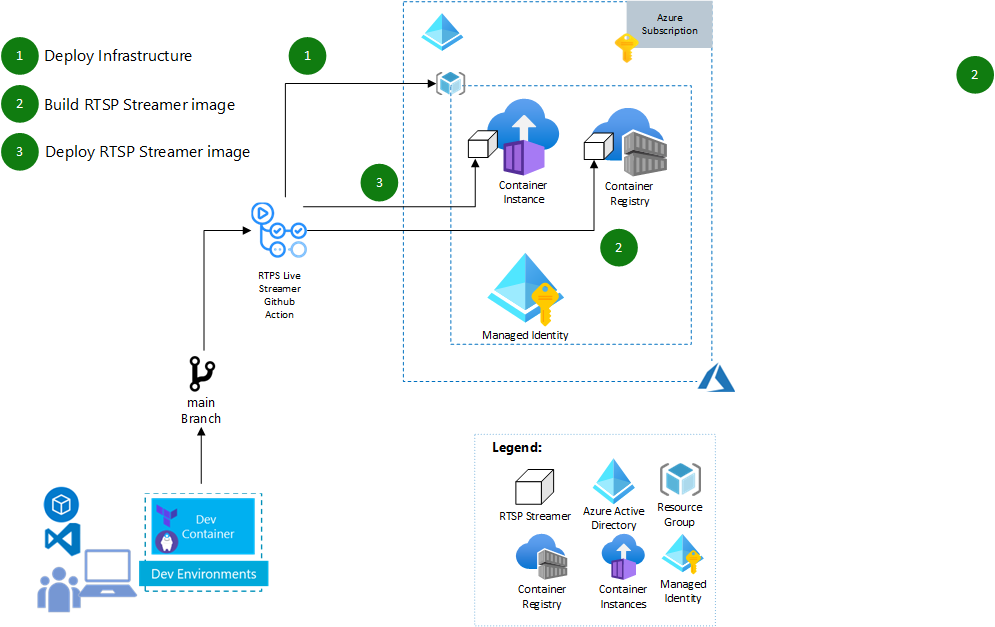 1 Deploy Infrastructure
2 Build RTSP Streamer image
3 Deploy RTSP Streamer image
1
Azure
Subscription
2
3
Container
Instance
Container
Registry
2
RTPS Live
Streamer
Github
Action
Managed Identity
main
Branch
Dev
Container
Dev Environments
Legend:
RTSP Streamer
Azure Active
Directory
Resource
Group
Container
Registry
Container
Instances
Managed
Identity